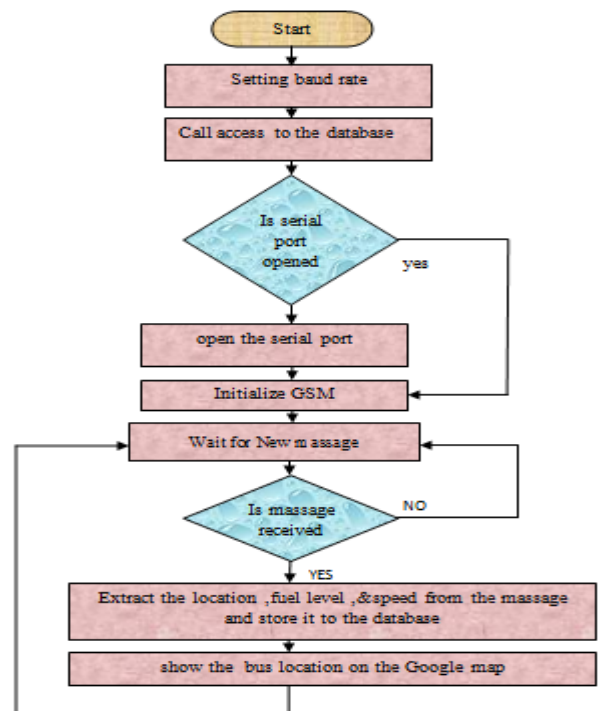 Start
Setting baud rate
Call access to the database
Is serial
port
opened
yes
open the serial port
Initialize GSM
Wait for New massage
Is massage
received
NO
YES
Extract the location ,fuel level ,&speed from the massage
and store it to the database
show the bus location on the Google map